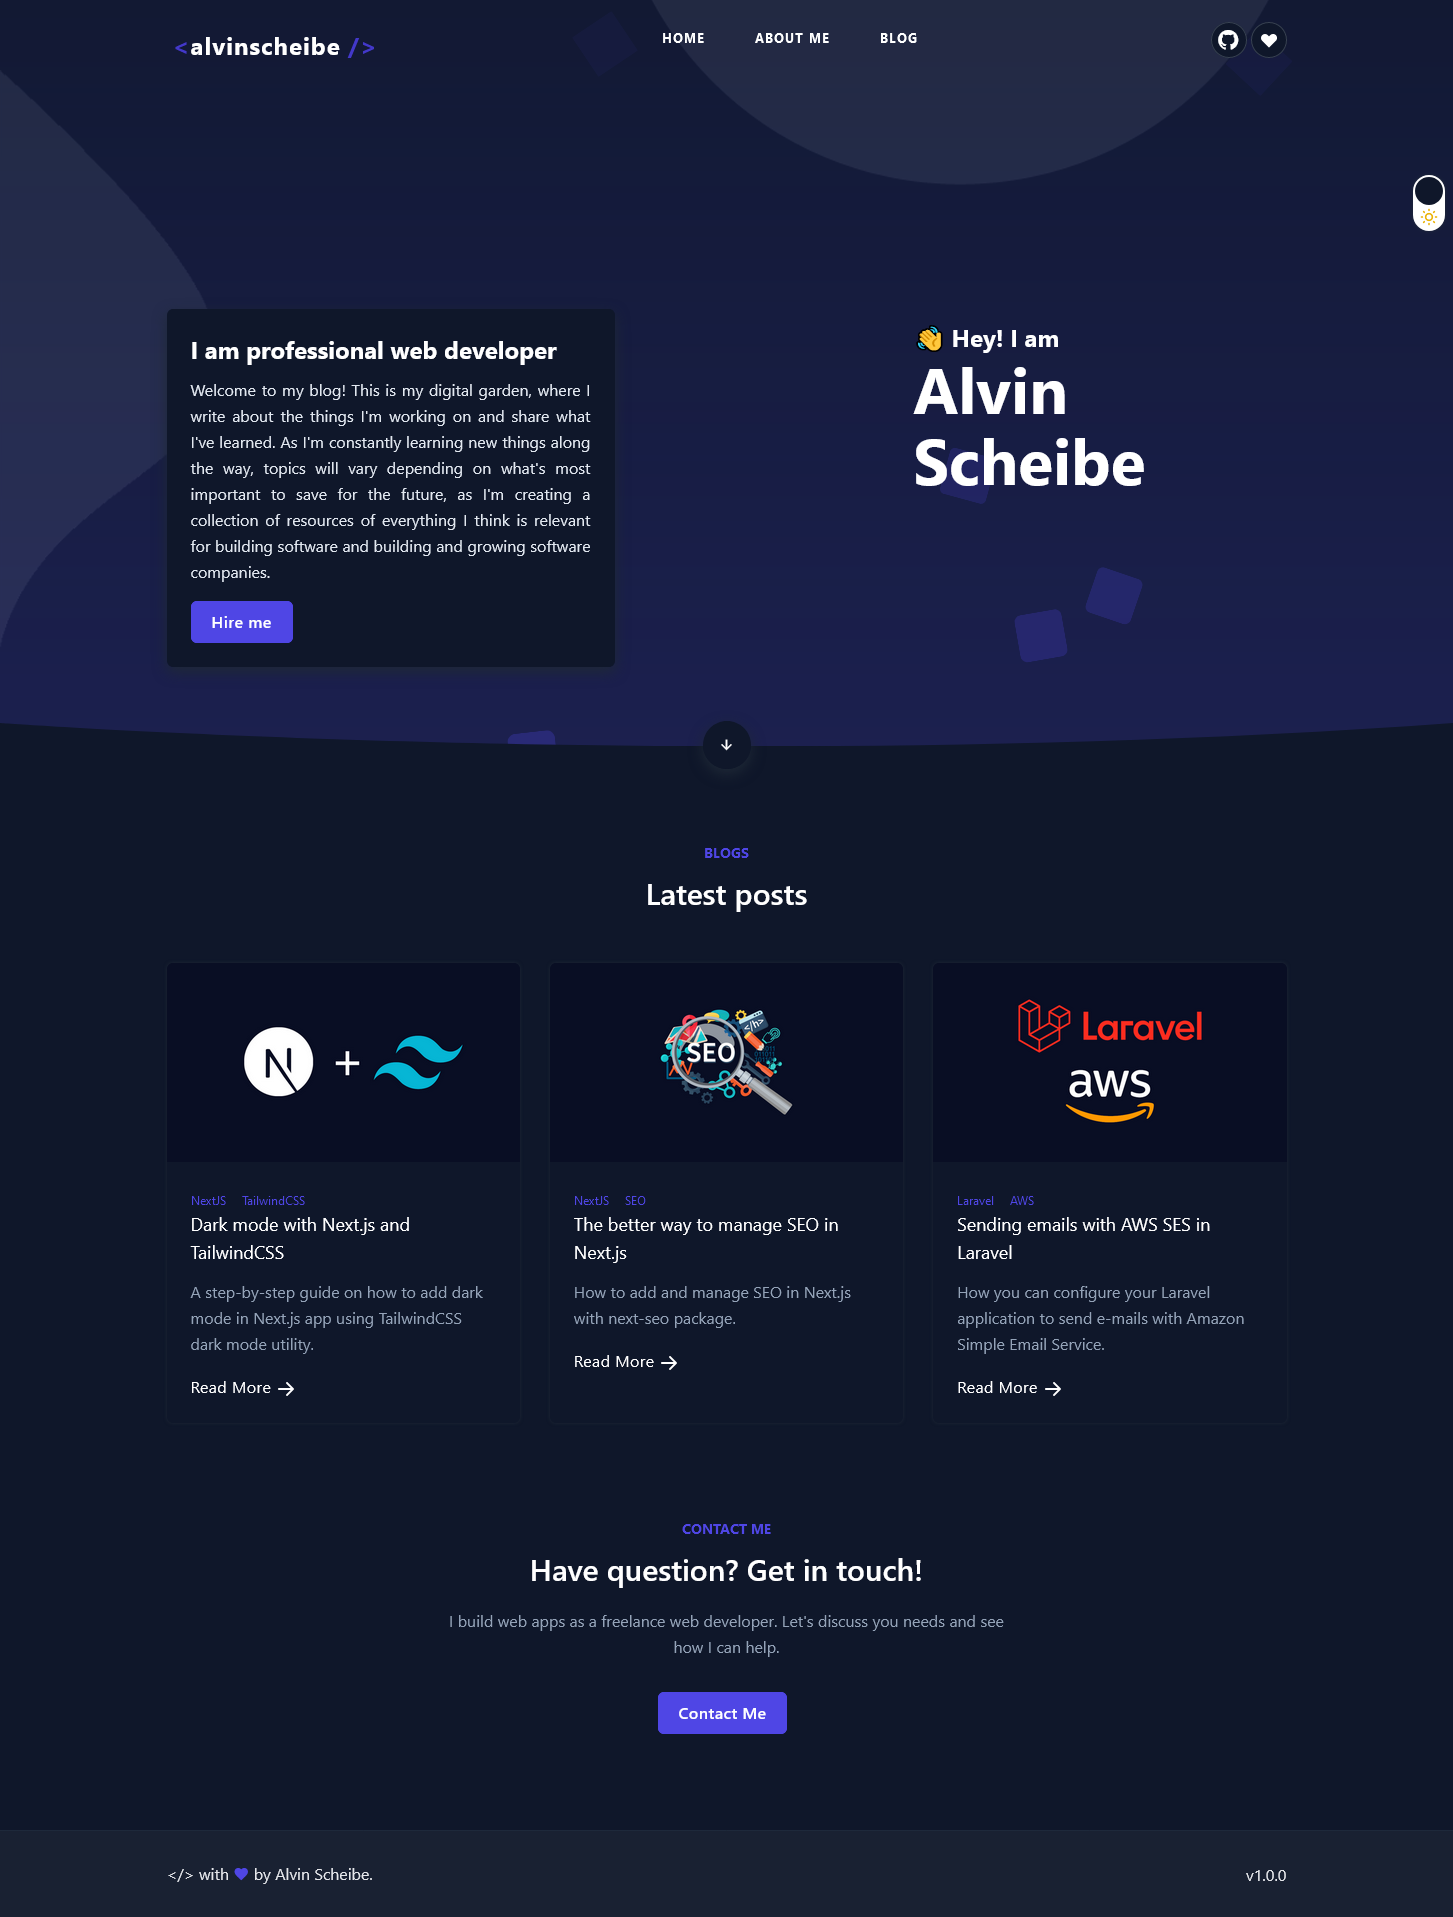 <alvinscheibe />
HOME ABOUT ME BLOG
I am professional web developer
Welcome to my blog! This is my digital garden, where I
write about the things I'm working on and share what
I've learned. As I'm constantly learning new things along
the way, topics will vary depending on what's most
important to save for the future, as I'm creating a
collection of resources of everything I think is relevant
for building software and building and growing software
companies.
Hire me
👋 Hey! I am
Alvin
Scheibe
BLOGS
Latest posts
N +
NextJS TailwindCSS
Dark mode with Next.js and
TailwindCSS
A step-by-step guide on how to add dark
mode in Next.js app using TailwindCSS
dark mode utility.
Read More →
</h>
SEO
NextJS SEO
The better way to manage SEO in
Next.js
How to add and manage SEO in Next.js
with next-seo package.
Read More →
Laravel
aws
Laravel AWS
Sending emails with AWS SES in
Laravel
How you can configure your Laravel
application to send e-mails with Amazon
Simple Email Service.
Read More →
CONTACT ME
Have question? Get in touch!
I build web apps as a freelance web developer. Let's discuss you needs and see
how I can help.
Contact Me
</> with ♥ by Alvin Scheibe.
v1.0.0